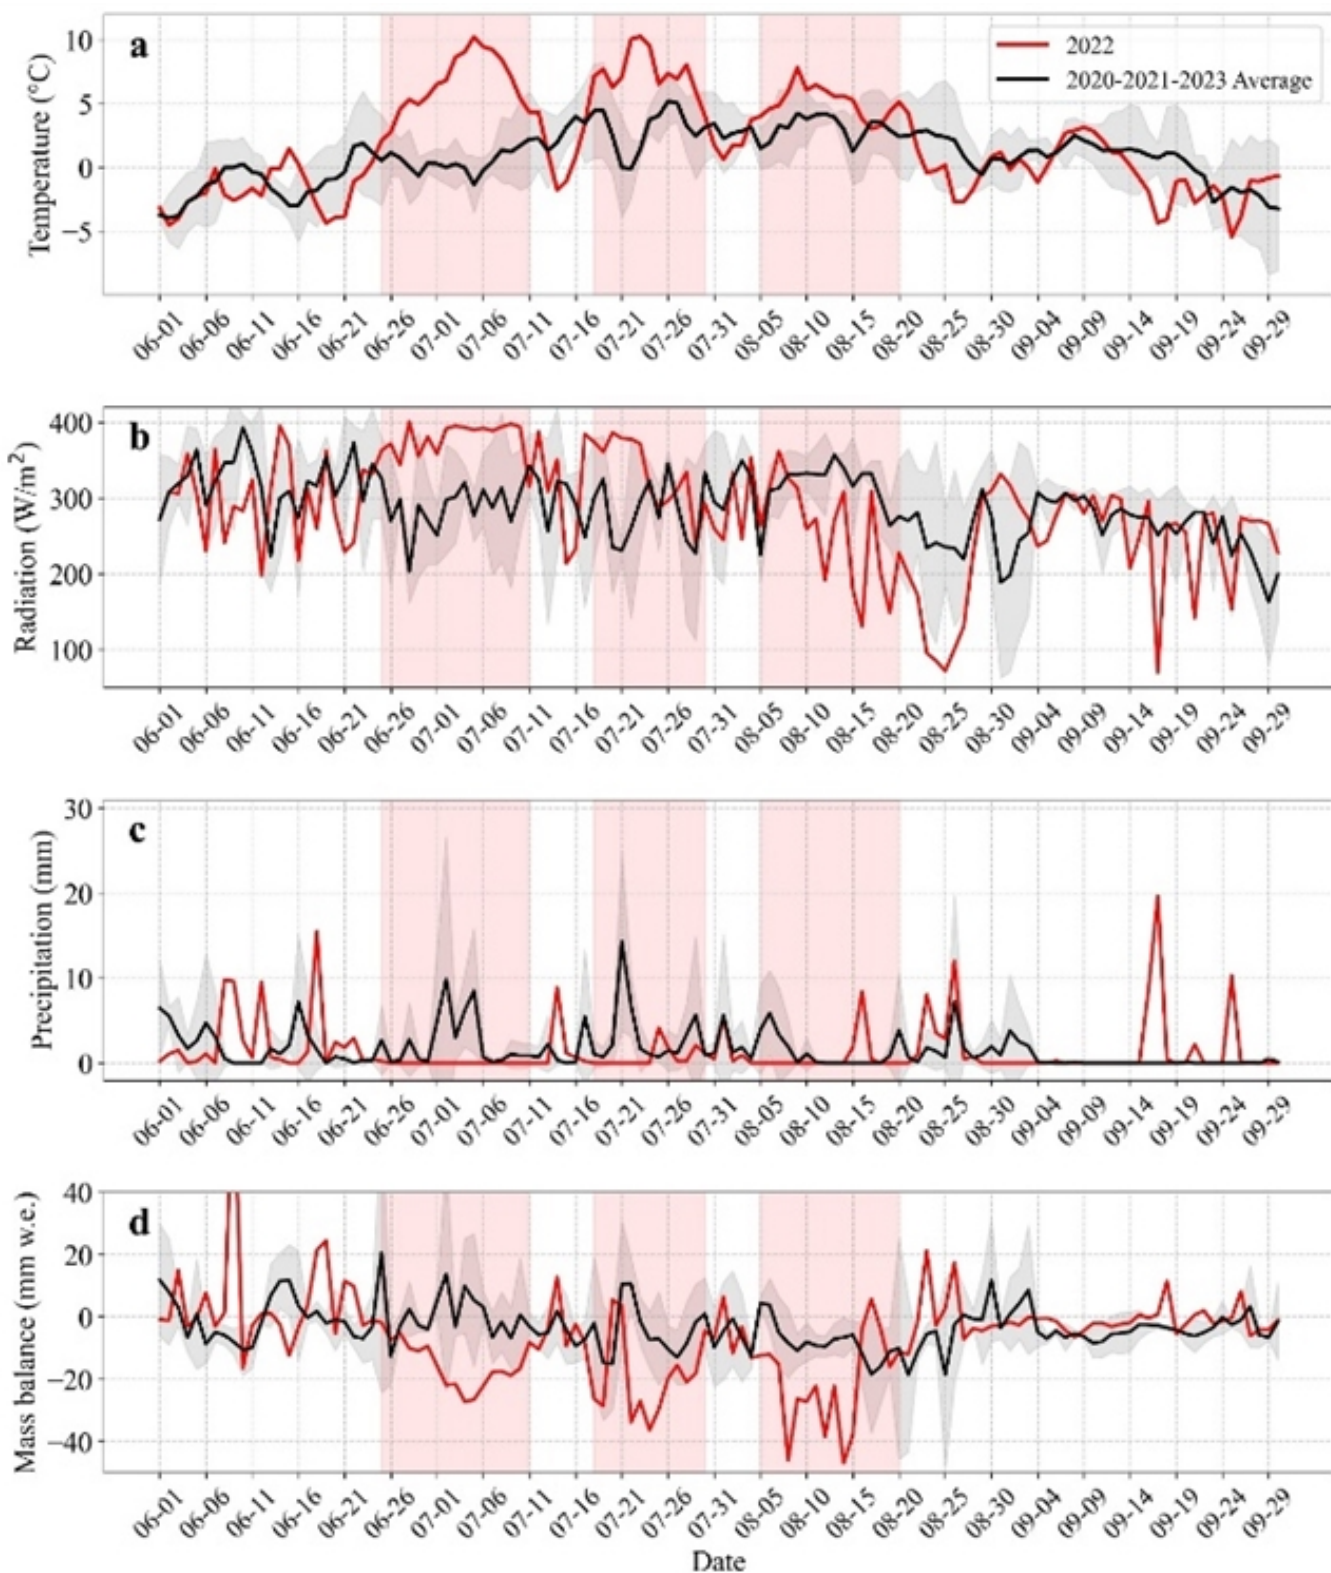 a
2022
2020-2021-2023 Average
Temperature (°C)
10
5
0
−5
06-01 06-06 06-11 06-16 06-21 06-26 07-01 07-06 07-11 07-16 07-21 07-26 07-31 08-05 08-10 08-15 08-20 08-25 08-30 09-04 09-09 09-14 09-19 09-24 09-29
b
Radiation (W/m²)
400
300
200
100
06-01 06-06 06-11 06-16 06-21 06-26 07-01 07-06 07-11 07-16 07-21 07-26 07-31 08-05 08-10 08-15 08-20 08-25 08-30 09-04 09-09 09-14 09-19 09-24 09-29
c
Precipitation (mm)
30
20
10
0
06-01 06-06 06-11 06-16 06-21 06-26 07-01 07-06 07-11 07-16 07-21 07-26 07-31 08-05 08-10 08-15 08-20 08-25 08-30 09-04 09-09 09-14 09-19 09-24 09-29
d
Mass balance (mm w.e.)
40
20
0
−20
−40
06-01 06-06 06-11 06-16 06-21 06-26 07-01 07-06 07-11 07-16 07-21 07-26 07-31 08-05 08-10 08-15 08-20 08-25 08-30 09-04 09-09 09-14 09-19 09-24 09-29
Date